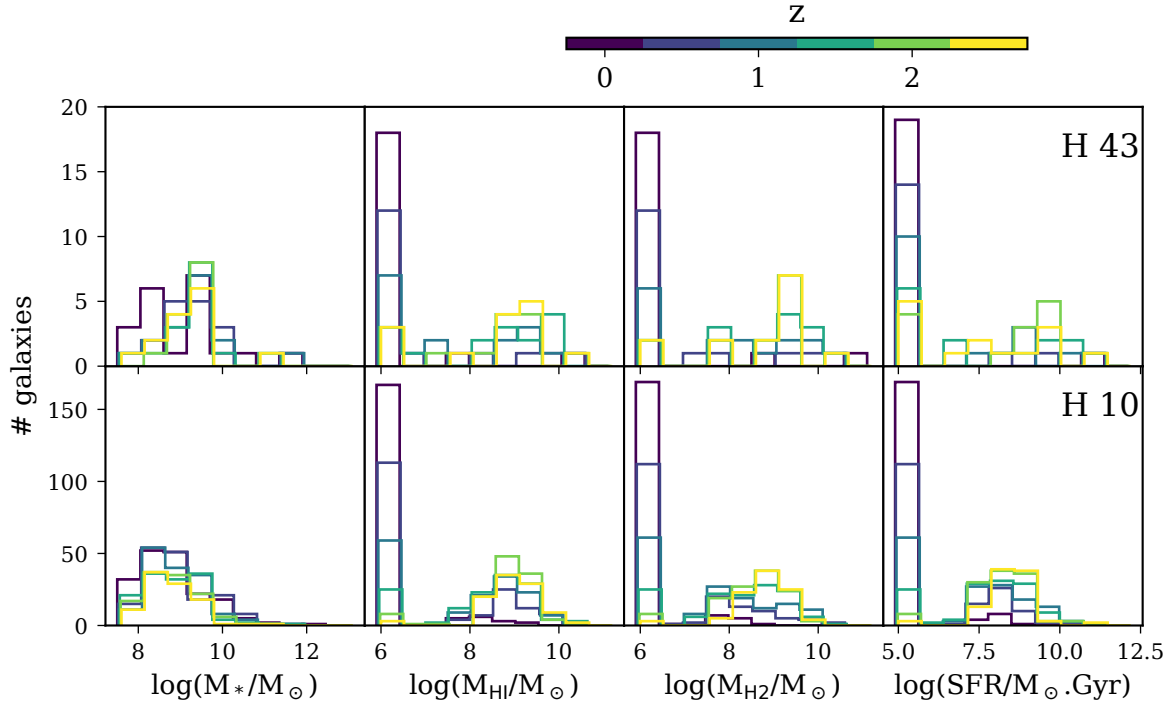 z
0 1 2
20
15
10
5
0
H 43
# galaxies
150
100
50
0
H 10
8 10 12
6 8 10
6 8 10
5.0 7.5 10.0 12.5
log(M*/M⊙)
log(MHI/M⊙)
log(MH2/M⊙)
log(SFR/M⊙.Gyr)